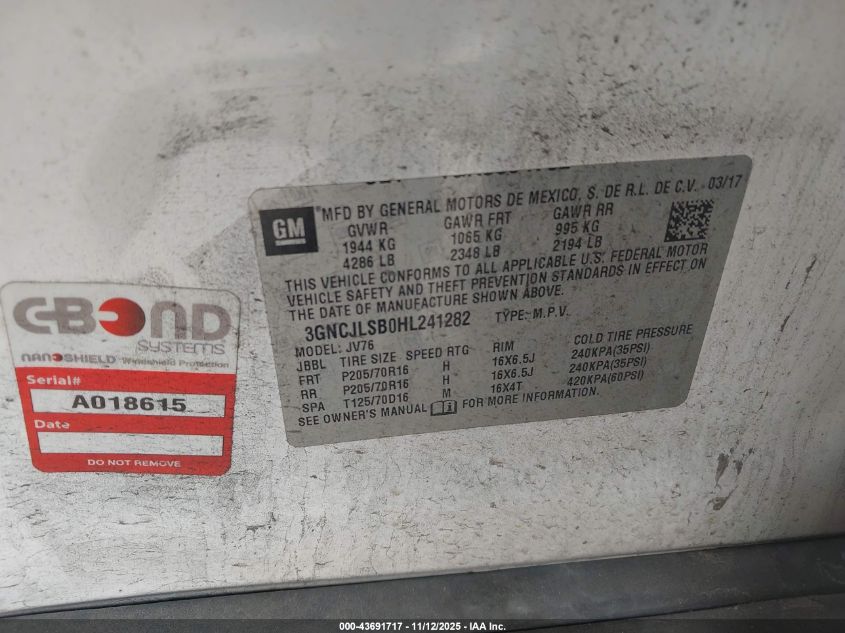 MFD BY GENERAL MOTORS DE MEXICO, S. DE R.L. DE C.V. 03/17
GM
GVWR GAWR FRT GAWR RR
1944 KG 1065 KG 995 KG
4286 LB 2348 LB 2194 LB
THIS VEHICLE CONFORMS TO ALL APPLICABLE U.S. FEDERAL MOTOR
VEHICLE SAFETY AND THEFT PREVENTION STANDARDS IN EFFECT ON
THE DATE OF MANUFACTURE SHOWN ABOVE.
3GNCJLSB0HL241282 TYPE: M.P.V.
MODEL: JV76
JBBL TIRE SIZE SPEED RTG RIM COLD TIRE PRESSURE
FRT P205/70R16 H 16X6.5J 240KPA(35PSI)
RR P205/70R16 H 16X6.5J 240KPA(35PSI)
SPA T125/70D16 M 16X4T 420KPA(60PSI)
SEE OWNER'S MANUAL FOR MORE INFORMATION.
C-BOND
SYSTEMS
NANOSHIELD Windshield Protection
Serial#
A018615
Date
DO NOT REMOVE
000-43691717 - 11/12/2025 - IAA Inc.